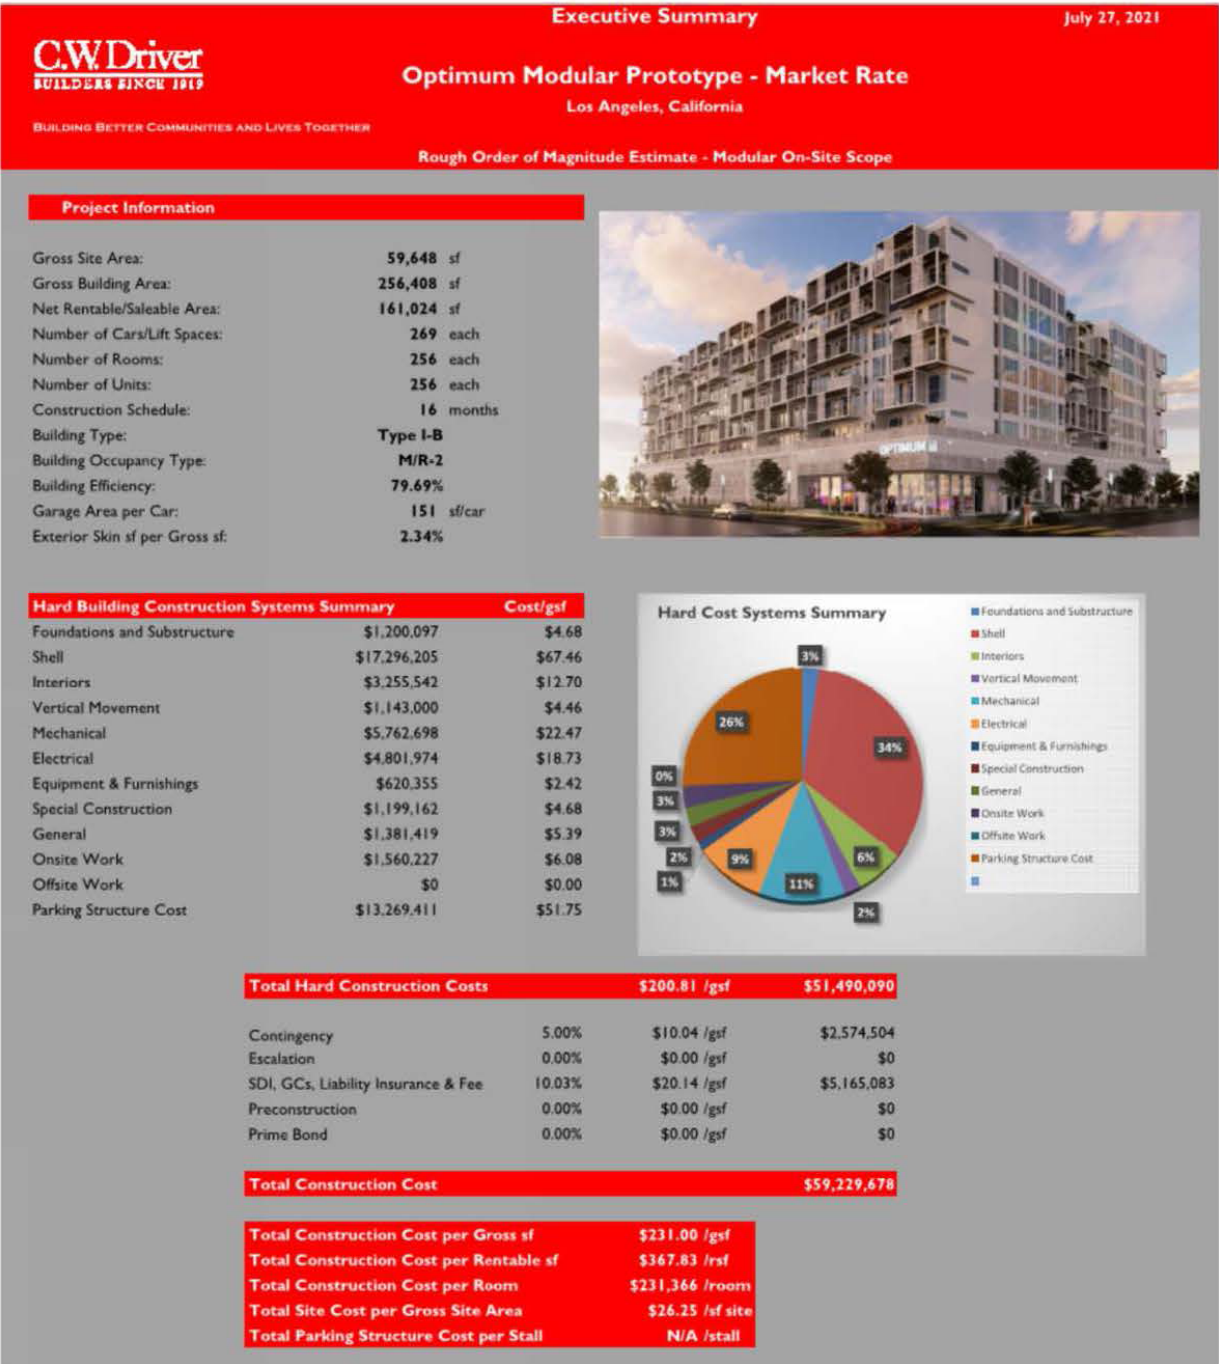 Executive Summary
July 27, 2021
C.W. Driver
BUILDERS SINCE 1919
Optimum Modular Prototype - Market Rate
Los Angeles, California
BUILDING BETTER COMMUNITIES AND LIVES TOGETHER
Rough Order of Magnitude Estimate - Modular On-Site Scope
Project Information
Gross Site Area: 59,648 sf
Gross Building Area: 256,408 sf
Net Rentable/Saleable Area: 161,024 sf
Number of Cars/Lift Spaces: 269 each
Number of Rooms: 256 each
Number of Units: 256 each
Construction Schedule: 16 months
Building Type: Type I-B
Building Occupancy Type: M/R-2
Building Efficiency: 79.69%
Garage Area per Car: 151 sf/car
Exterior Skin sf per Gross sf: 2.34%
OPTIMUM
Hard Building Construction Systems Summary Cost/gsf
Foundations and Substructure $1,200,097 $4.68
Shell $17,296,205 $67.46
Interiors $3,255,542 $12.70
Vertical Movement $1,143,000 $4.46
Mechanical $5,762,698 $22.47
Electrical $4,801,974 $18.73
Equipment & Furnishings $620,355 $2.42
Special Construction $1,199,162 $4.68
General $1,381,419 $5.39
Onsite Work $1,560,227 $6.08
Offsite Work $0 $0.00
Parking Structure Cost $13,269,411 $51.75
Hard Cost Systems Summary
3%
34%
6%
2%
11%
9%
1%
2%
3%
3%
0%
26%
Foundations and Substructure
Shell
Interiors
Vertical Movement
Mechanical
Electrical
Equipment & Furnishings
Special Construction
General
Onsite Work
Offsite Work
Parking Structure Cost
Total Hard Construction Costs $200.81 /gsf $51,490,090
Contingency 5.00% $10.04 /gsf $2,574,504
Escalation 0.00% $0.00 /gsf $0
SDI, GCs, Liability Insurance & Fee 10.03% $20.14 /gsf $5,165,083
Preconstruction 0.00% $0.00 /gsf $0
Prime Bond 0.00% $0.00 /gsf $0
Total Construction Cost $59,229,678
Total Construction Cost per Gross sf $231.00 /gsf
Total Construction Cost per Rentable sf $367.83 /rsf
Total Construction Cost per Room $231,366 /room
Total Site Cost per Gross Site Area $26.25 /sf site
Total Parking Structure Cost per Stall N/A /stall